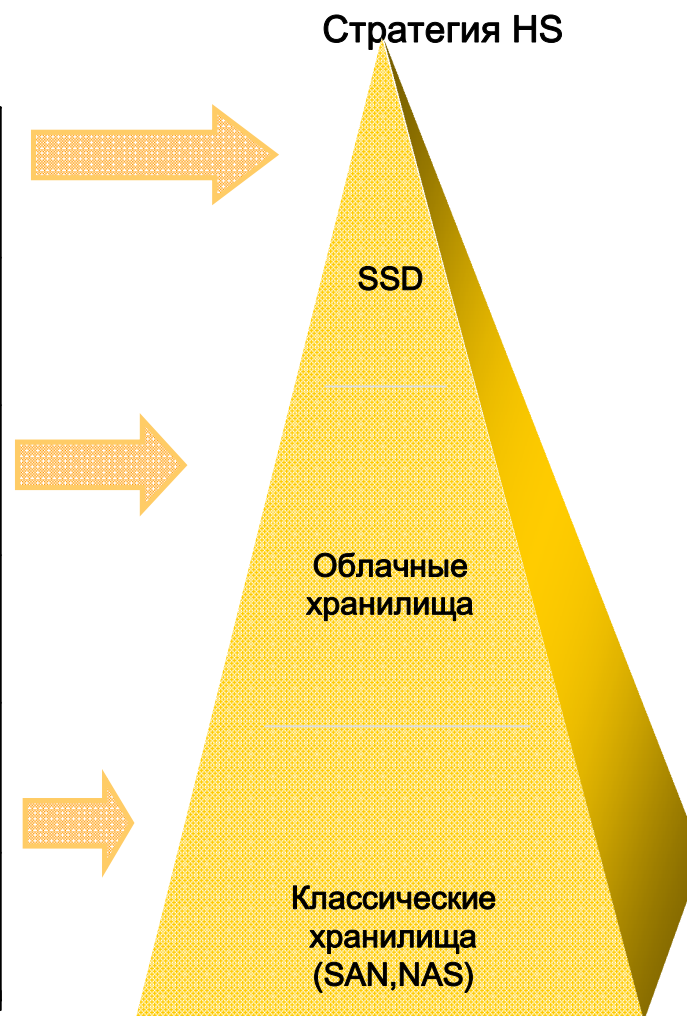 Стратегия HS
SSD
Облачные
хранилища
Классические
хранилища
(SAN,NAS)